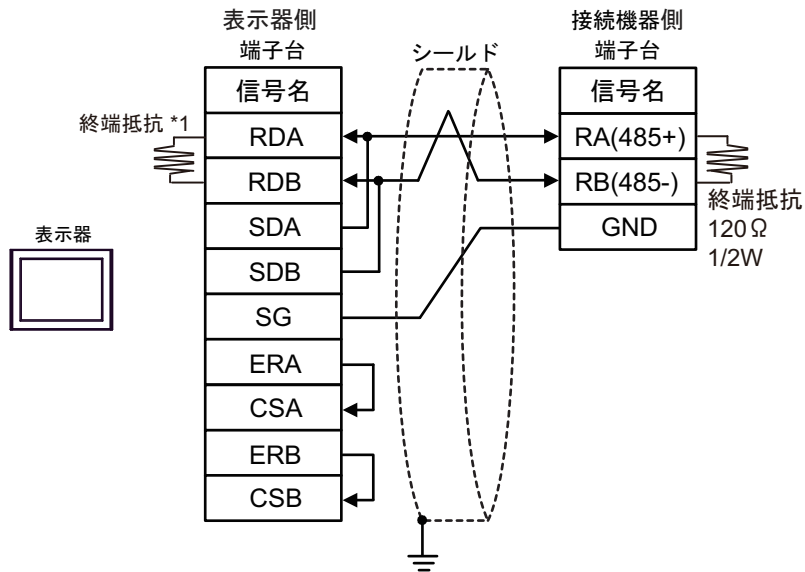 表示器側
端子台
信号名
終端抵抗 *1
RDA
RDB
SDA
SDB
SG
ERA
CSA
ERB
CSB
表示器
シールド
接続機器側
端子台
信号名
RA(485+)
RB(485-)
GND
終端抵抗
120Ω
1/2W